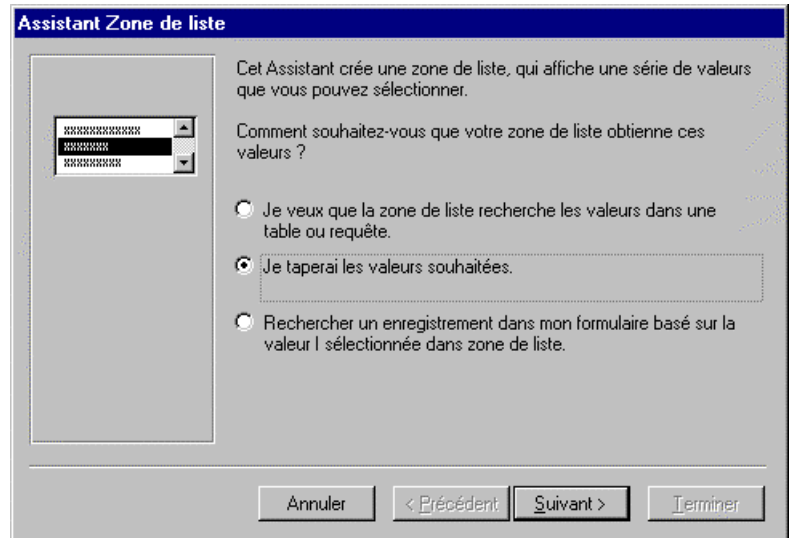 Assistant Zone de liste
Cet Assistant crée une zone de liste, qui affiche une série de valeurs
que vous pouvez sélectionner.
Comment souhaitez-vous que votre zone de liste obtienne ces
valeurs ?
xxxxxxxxxxxx
xxxxxxx
xxxxxxxxx
Je veux que la zone de liste recherche les valeurs dans une
table ou requête.
Je taperai les valeurs souhaitées.
Rechercher un enregistrement dans mon formulaire basé sur la
valeur I sélectionnée dans zone de liste.
Annuler
< Précédent
Suivant >
Terminer